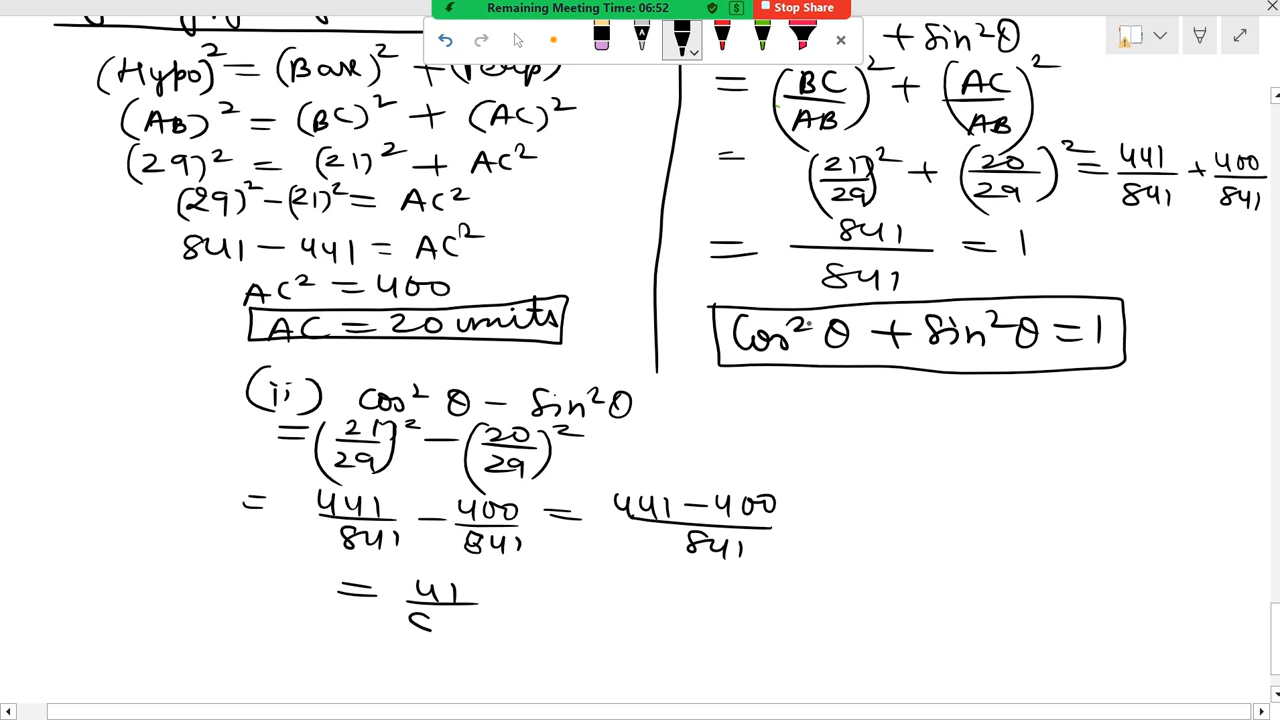 Remaining Meeting Time: 06:52
Stop Share
(Hypo)² = (Base)² + (Perp)²
(AB)² = (BC)² + (AC)²
(29)² = (21)² + AC²
(29)² - (21)² = AC²
841 - 441 = AC²
AC² = 400
AC = 20 units
+ Sin²θ
= (BC/AB)² + (AC/AB)²
= (21/29)² + (20/29)² = 441/841 + 400/841
= 841/841 = 1
Cos²θ + Sin²θ = 1
(ii) Cos²θ - Sin²θ
= (21/29)² - (20/29)²
= 441/841 - 400/841 = 441-400/841
= 41/8